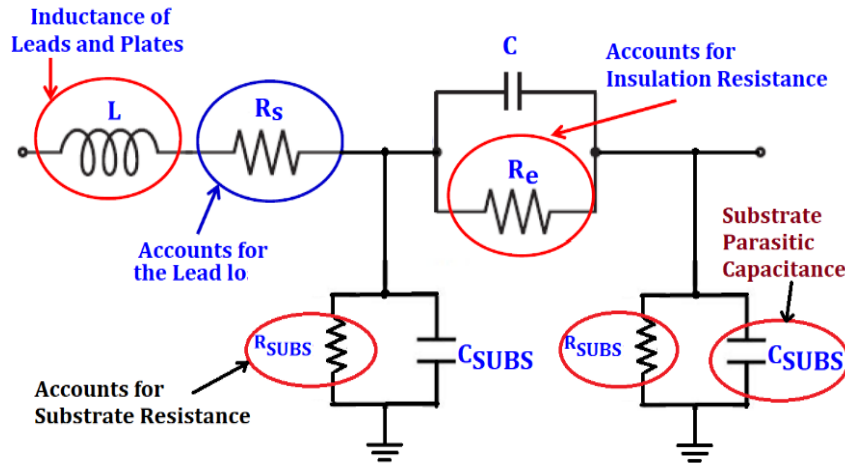 Inductance of
Leads and Plates
L
Rs
C
Accounts for
Insulation Resistance
Re
Accounts for
the Lead lo
Substrate
Parasitic
Capacitance
RSUBS
CSUBS
RSUBS
CSUBS
Accounts for
Substrate Resistance